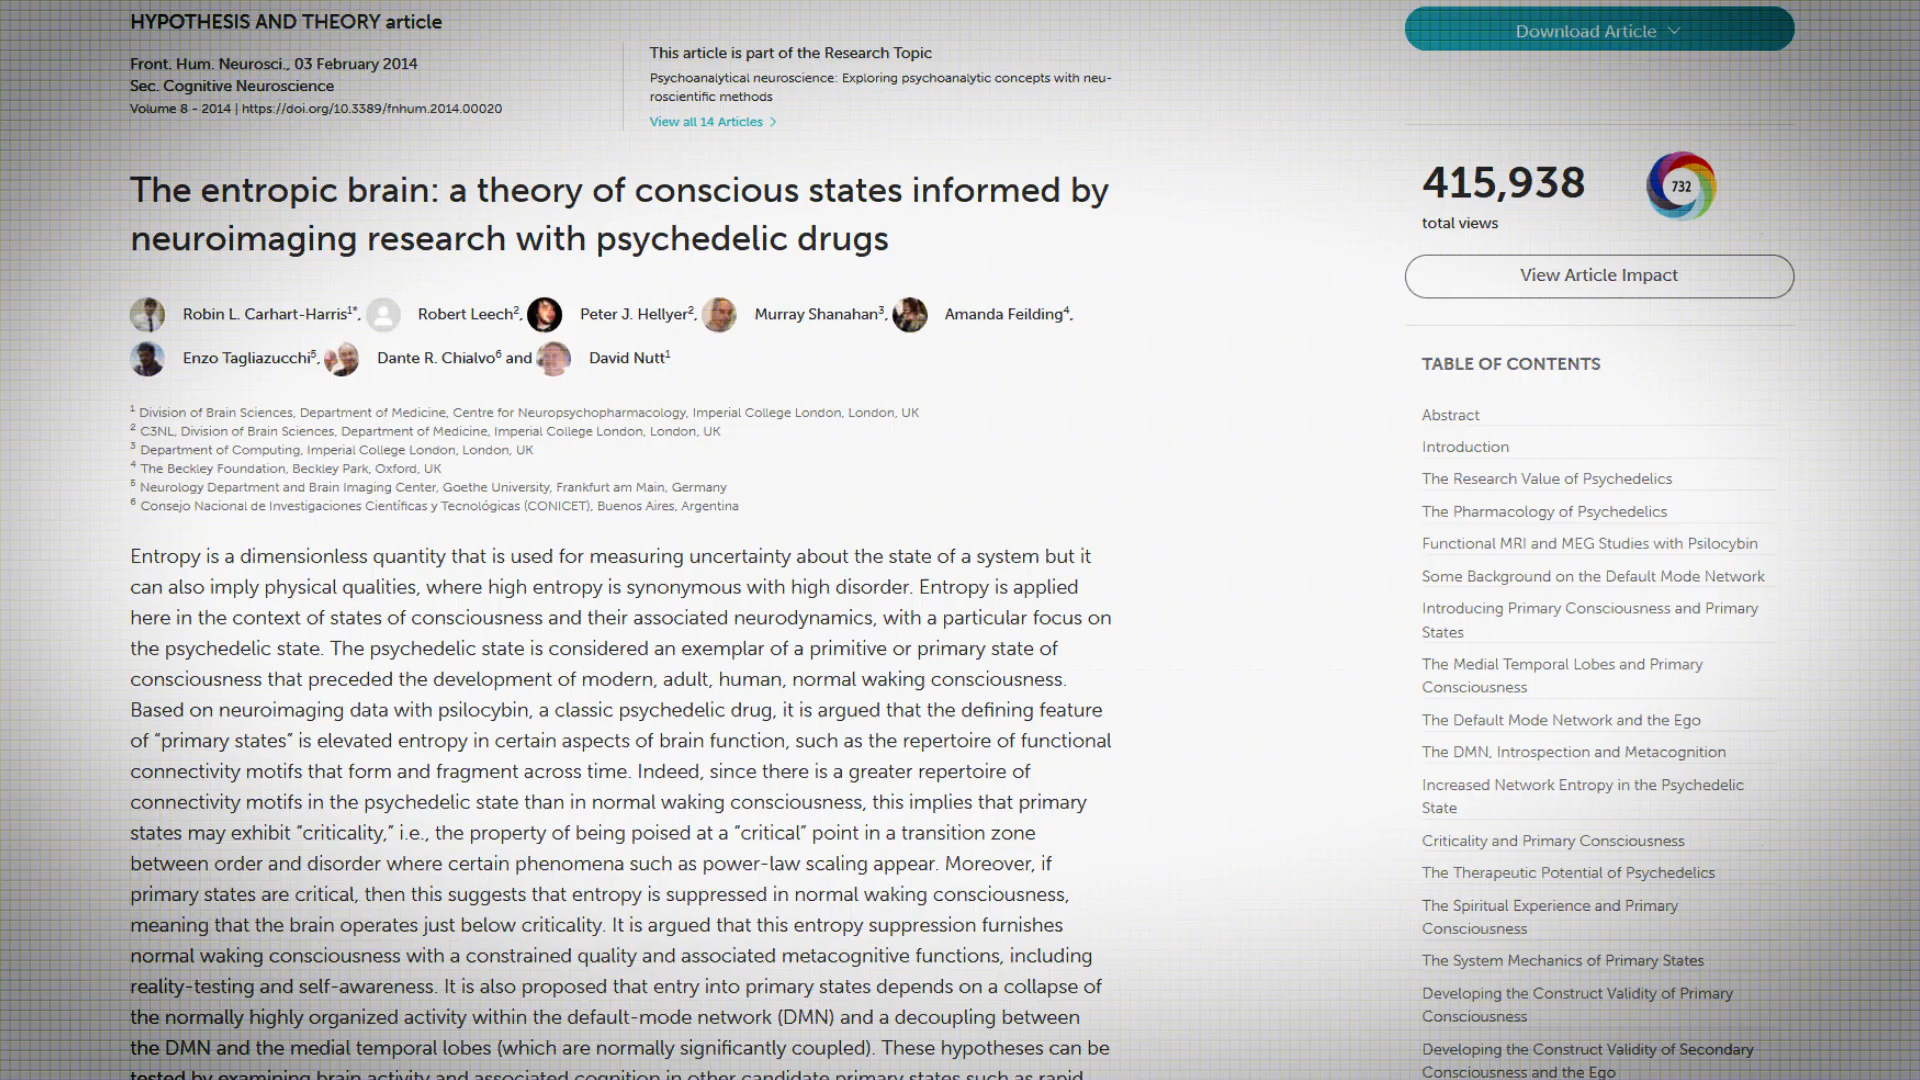 HYPOTHESIS AND THEORY article
Front. Hum. Neurosci., 03 February 2014
Sec. Cognitive Neuroscience
Volume 8 - 2014 | https://doi.org/10.3389/fnhum.2014.00020
This article is part of the Research Topic
Psychoanalytical neuroscience: Exploring psychoanalytic concepts with neu-
roscientific methods
View all 14 Articles >
Download Article
The entropic brain: a theory of conscious states informed by
neuroimaging research with psychedelic drugs
Robin L. Carhart-Harris1*, Robert Leech2, Peter J. Hellyer2, Murray Shanahan3, Amanda Feilding4,
Enzo Tagliazucchi5, Dante R. Chialvo6 and David Nutt1
1 Division of Brain Sciences, Department of Medicine, Centre for Neuropsychopharmacology, Imperial College London, London, UK
2 C3NL, Division of Brain Sciences, Department of Medicine, Imperial College London, London, UK
3 Department of Computing, Imperial College London, London, UK
4 The Beckley Foundation, Beckley Park, Oxford, UK
5 Neurology Department and Brain Imaging Center, Goethe University, Frankfurt am Main, Germany
6 Consejo Nacional de Investigaciones Científicas y Tecnológicas (CONICET), Buenos Aires, Argentina
Entropy is a dimensionless quantity that is used for measuring uncertainty about the state of a system but it
can also imply physical qualities, where high entropy is synonymous with high disorder. Entropy is applied
here in the context of states of consciousness and their associated neurodynamics, with a particular focus on
the psychedelic state. The psychedelic state is considered an exemplar of a primitive or primary state of
consciousness that preceded the development of modern, adult, human, normal waking consciousness.
Based on neuroimaging data with psilocybin, a classic psychedelic drug, it is argued that the defining feature
of “primary states” is elevated entropy in certain aspects of brain function, such as the repertoire of functional
connectivity motifs that form and fragment across time. Indeed, since there is a greater repertoire of
connectivity motifs in the psychedelic state than in normal waking consciousness, this implies that primary
states may exhibit “criticality,” i.e., the property of being poised at a “critical” point in a transition zone
between order and disorder where certain phenomena such as power-law scaling appear. Moreover, if
primary states are critical, then this suggests that entropy is suppressed in normal waking consciousness,
meaning that the brain operates just below criticality. It is argued that this entropy suppression furnishes
normal waking consciousness with a constrained quality and associated metacognitive functions, including
reality-testing and self-awareness. It is also proposed that entry into primary states depends on a collapse of
the normally highly organized activity within the default-mode network (DMN) and a decoupling between
the DMN and the medial temporal lobes (which are normally significantly coupled). These hypotheses can be
tested by examining brain activity and associated cognition in other candidate primary states such as rapid
415,938
total views
732
View Article Impact
TABLE OF CONTENTS
Abstract
Introduction
The Research Value of Psychedelics
The Pharmacology of Psychedelics
Functional MRI and MEG Studies with Psilocybin
Some Background on the Default Mode Network
Introducing Primary Consciousness and Primary
States
The Medial Temporal Lobes and Primary
Consciousness
The Default Mode Network and the Ego
The DMN, Introspection and Metacognition
Increased Network Entropy in the Psychedelic
State
Criticality and Primary Consciousness
The Therapeutic Potential of Psychedelics
The Spiritual Experience and Primary
Consciousness
The System Mechanics of Primary States
Developing the Construct Validity of Primary
Consciousness
Developing the Construct Validity of Secondary
Consciousness and the Ego